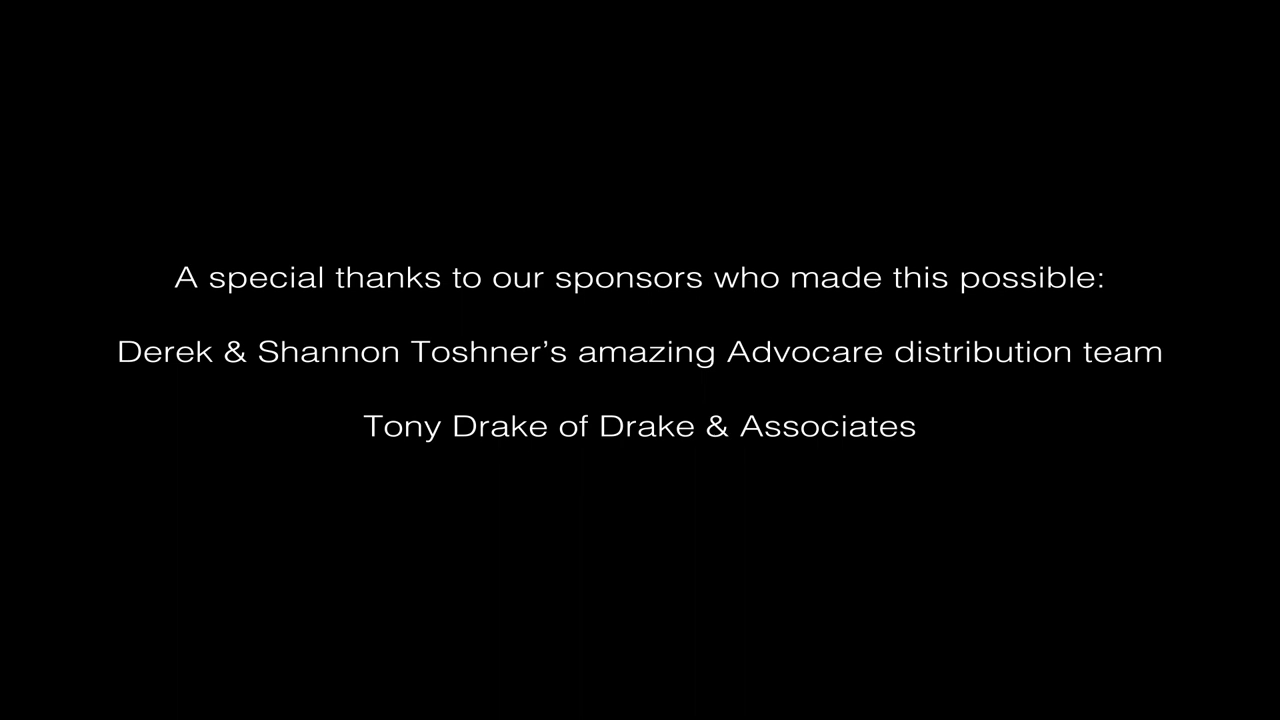 A special thanks to our sponsors who made this possible:
Derek & Shannon Toshner’s amazing Advocare distribution team
Tony Drake of Drake & Associates